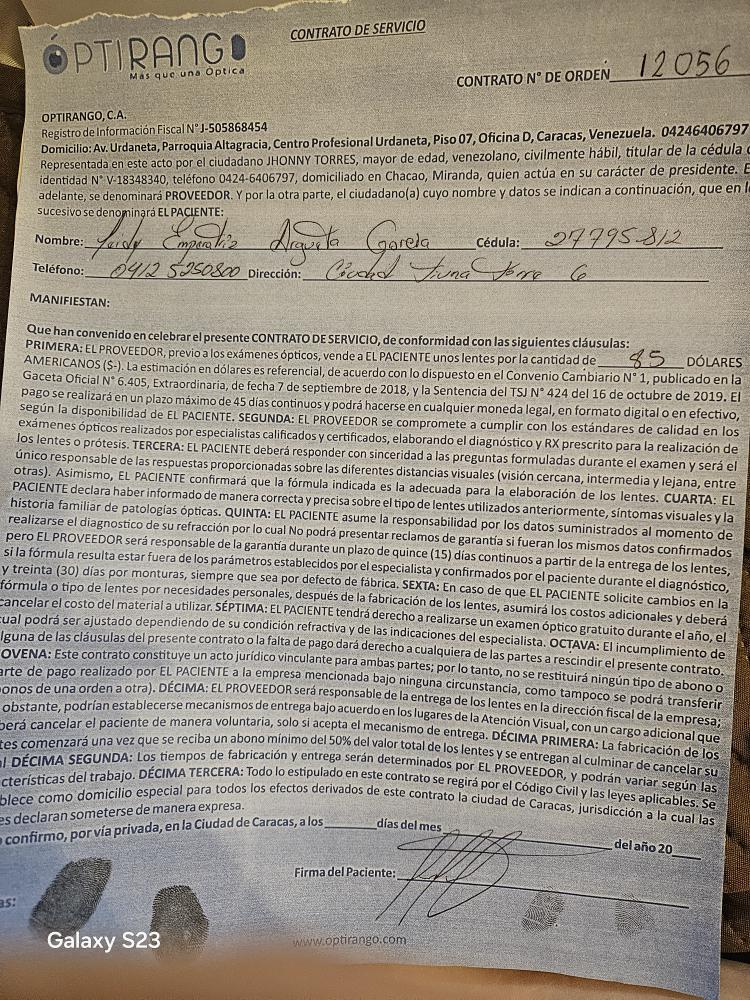 ÓPTIRANGO
Más que una Óptica
CONTRATO DE SERVICIO
CONTRATO N° DE ORDEN 12056
OPTIRANGO, C.A.
Registro de Información Fiscal N° J-505868454
Domicilio: Av. Urdaneta, Parroquia Altagracia, Centro Profesional Urdaneta, Piso 07, Oficina D, Caracas, Venezuela. 04246406797
Representada en este acto por el ciudadano JHONNY TORRES, mayor de edad, venezolano, civilmente hábil, titular de la cédula
identidad N° V-18348340, teléfono 0424-6406797, domiciliado en Chacao, Miranda, quien actúa en su carácter de presidente. E
adelante, se denominará PROVEEDOR. Y por la otra parte, el ciudadano(a) cuyo nombre y datos se indican a continuación, que en l
sucesivo se denominará EL PACIENTE:
Nombre: Emperatriz Argueta Garcia Cédula: 27795812
Teléfono: 0412 5250800 Dirección: Ciudad Tiuna Torre 6
MANIFIESTAN:
Que han convenido en celebrar el presente CONTRATO DE SERVICIO, de conformidad con las siguientes cláusulas:
PRIMERA: EL PROVEEDOR, previo a los exámenes ópticos, vende a EL PACIENTE unos lentes por la cantidad de 85 DÓLARES
AMERICANOS ($-). La estimación en dólares es referencial, de acuerdo con lo dispuesto en el Convenio Cambiario N° 1, publicado en la
Gaceta Oficial N° 6.405, Extraordinaria, de fecha 7 de septiembre de 2018, y la Sentencia del TSJ N° 424 del 16 de octubre de 2019. El
pago se realizará en un plazo máximo de 45 días continuos y podrá hacerse en cualquier moneda legal, en formato digital o en efectivo,
según la disponibilidad de EL PACIENTE. SEGUNDA: EL PROVEEDOR se compromete a cumplir con los estándares de calidad en los
exámenes ópticos realizados por especialistas calificados y certificados, elaborando el diagnóstico y RX prescrito para la realización de
los lentes o prótesis. TERCERA: EL PACIENTE deberá responder con sinceridad a las preguntas formuladas durante el examen y será el
único responsable de las respuestas proporcionadas sobre las diferentes distancias visuales (visión cercana, intermedia y lejana, entre
otras). Asimismo, EL PACIENTE confirmará que la fórmula indicada es la adecuada para la elaboración de los lentes. CUARTA: EL
PACIENTE declara haber informado de manera correcta y precisa sobre el tipo de lentes utilizados anteriormente, síntomas visuales y la
historia familiar de patologías ópticas. QUINTA: EL PACIENTE asume la responsabilidad por los datos suministrados al momento de
realizarse el diagnostico de su refracción por lo cual No podrá presentar reclamos de garantía si fueran los mismos datos confirmados
pero EL PROVEEDOR será responsable de la garantía durante un plazo de quince (15) días continuos a partir de la entrega de los lentes,
si la fórmula resulta estar fuera de los parámetros establecidos por el especialista y confirmados por el paciente durante el diagnóstico,
y treinta (30) días por monturas, siempre que sea por defecto de fábrica. SEXTA: En caso de que EL PACIENTE solicite cambios en la
fórmula o tipo de lentes por necesidades personales, después de la fabricación de los lentes, asumirá los costos adicionales y deberá
cancelar el costo del material a utilizar. SÉPTIMA: EL PACIENTE tendrá derecho a realizarse un examen óptico gratuito durante el año, el
cual podrá ser ajustado dependiendo de su condición refractiva y de las indicaciones del especialista. OCTAVA: El incumplimiento de
lguna de las cláusulas del presente contrato o la falta de pago dará derecho a cualquiera de las partes a rescindir el presente contrato.
OVENA: Este contrato constituye un acto jurídico vinculante para ambas partes; por lo tanto, no se restituirá ningún tipo de abono o
arte de pago realizado por EL PACIENTE a la empresa mencionada bajo ninguna circunstancia, como tampoco se podrá transferir
onos de una orden a otra). DÉCIMA: EL PROVEEDOR será responsable de la entrega de los lentes en la dirección fiscal de la empresa;
obstante, podrían establecerse mecanismos de entrega bajo acuerdo en los lugares de la Atención Visual, con un cargo adicional que
berá cancelar el paciente de manera voluntaria, solo si acepta el mecanismo de entrega. DÉCIMA PRIMERA: La fabricación de los
tes comenzará una vez que se reciba un abono mínimo del 50% del valor total de los lentes y se entregan al culminar de cancelar su
l DÉCIMA SEGUNDA: Los tiempos de fabricación y entrega serán determinados por EL PROVEEDOR, y podrán variar según las
cterísticas del trabajo. DÉCIMA TERCERA: Todo lo estipulado en este contrato se regirá por el Código Civil y las leyes aplicables. Se
blece como domicilio especial para todos los efectos derivados de este contrato la ciudad de Caracas, jurisdicción a la cual las
es declaran someterse de manera expresa.
o confirmo, por vía privada, en la Ciudad de Caracas, a los ______ días del mes ______ del año 20___
Firma del Paciente:
as:
www.optirango.com
Galaxy S23